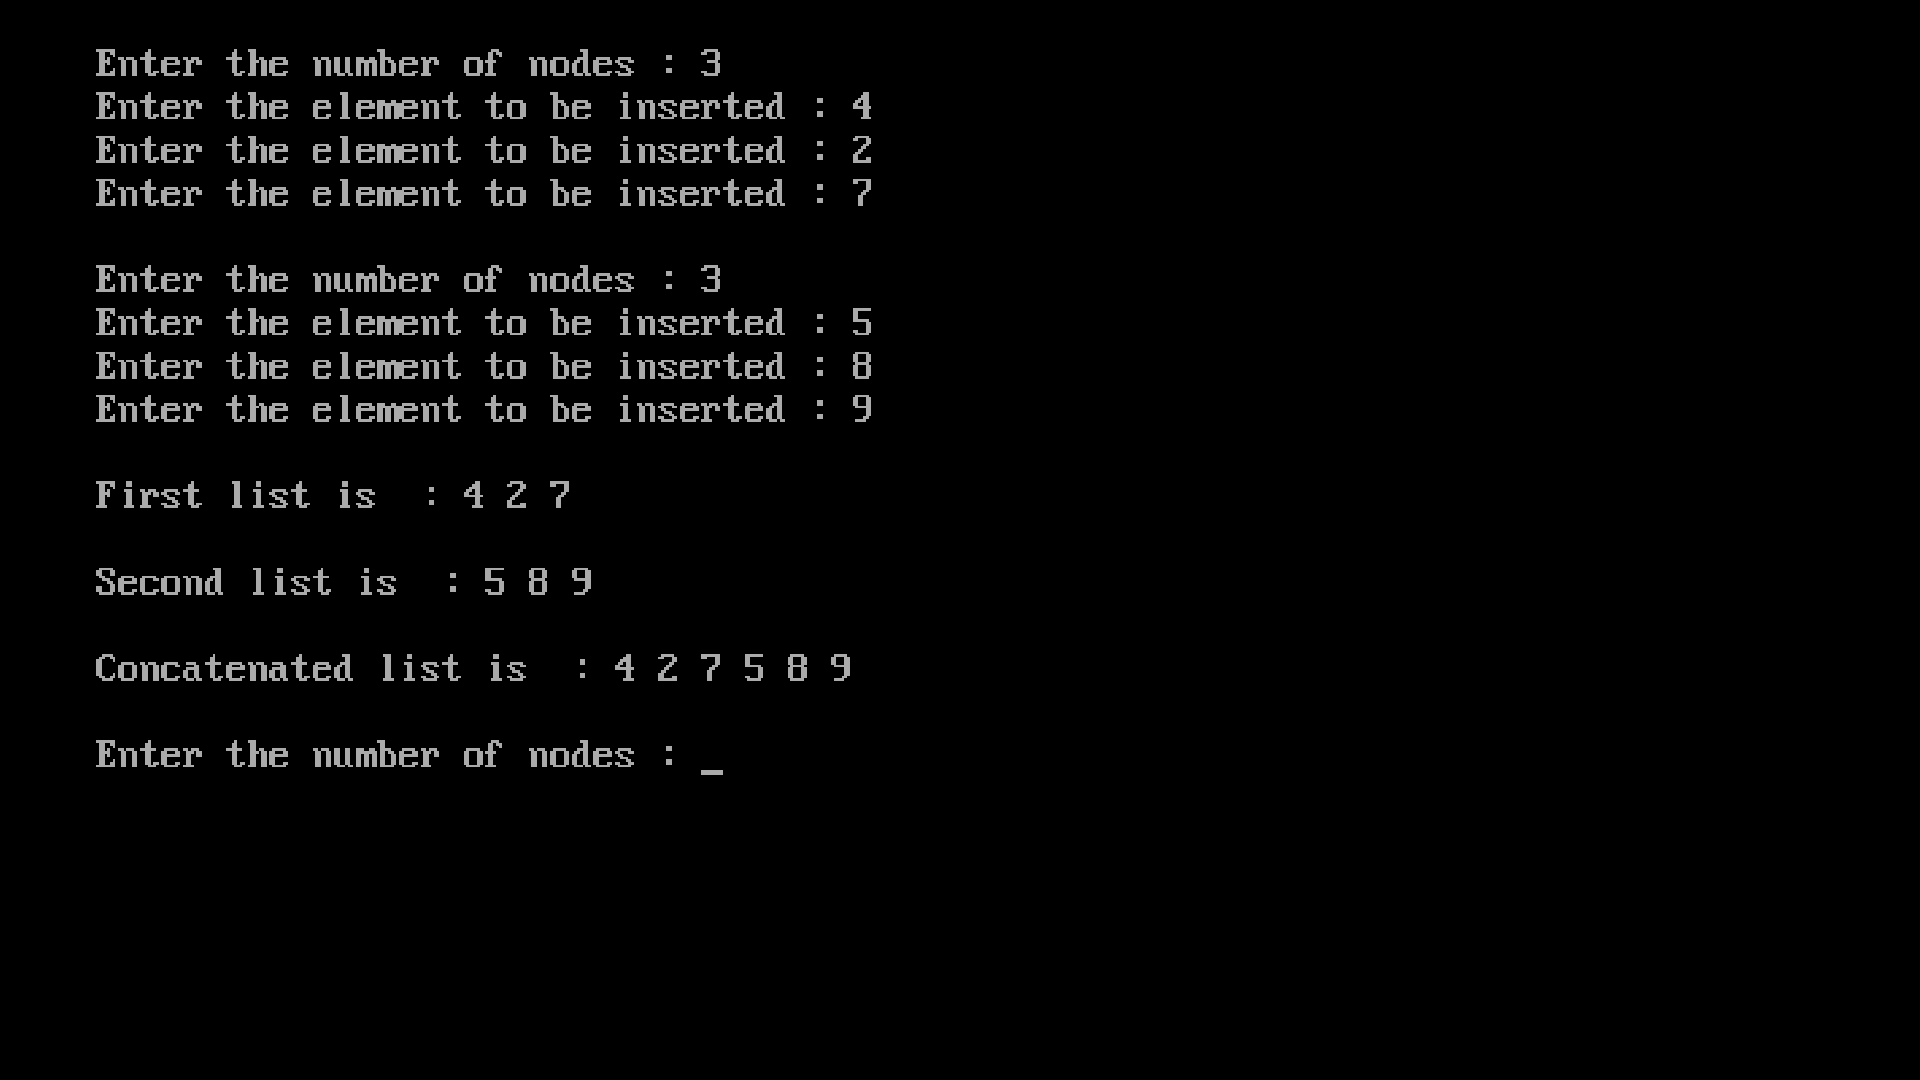 Enter the number of nodes : 3
Enter the element to be inserted : 4
Enter the element to be inserted : 2
Enter the element to be inserted : 7
Enter the number of nodes : 3
Enter the element to be inserted : 5
Enter the element to be inserted : 8
Enter the element to be inserted : 9
First list is  : 4 2 7
Second list is  : 5 8 9
Concatenated list is  : 4 2 7 5 8 9
Enter the number of nodes : _